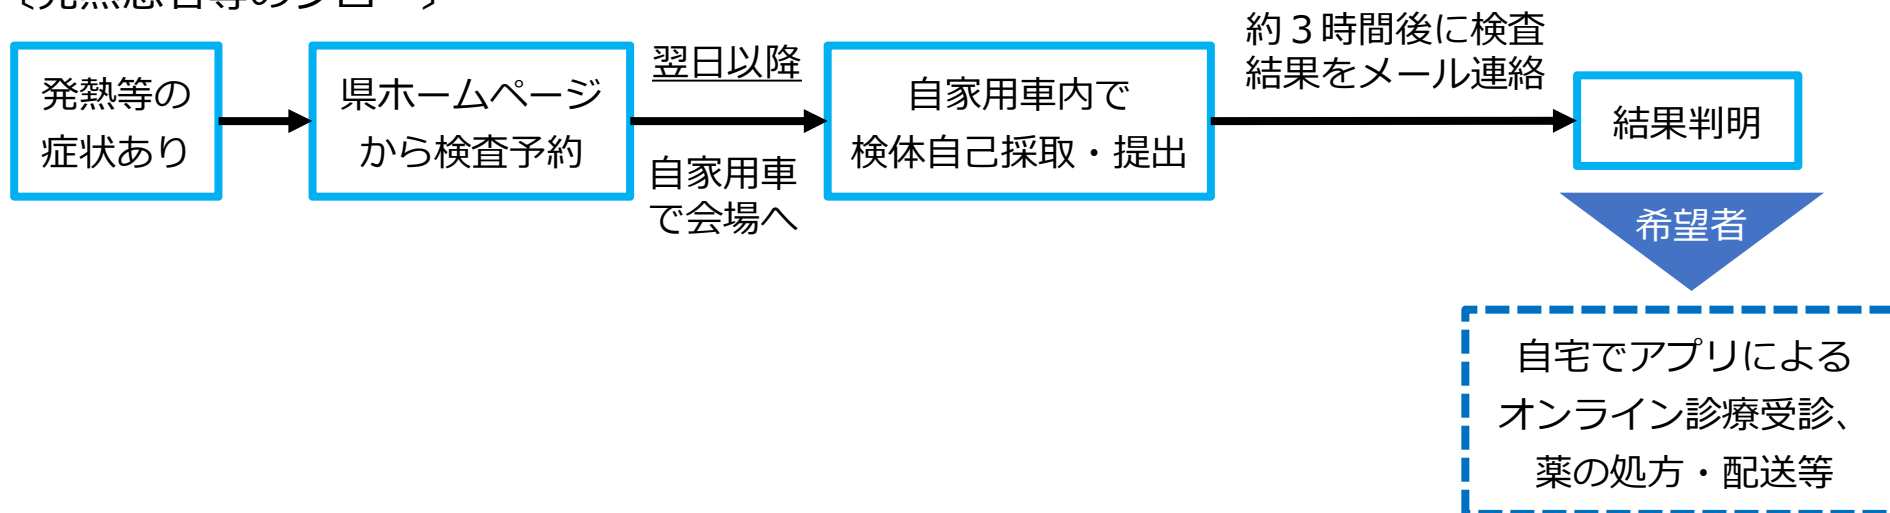 発熱等の
症状あり
県ホームページ
から検査予約
翌日以降
自家用車
で会場へ
自家用車内で
検体自己採取・提出
約３時間後に検査
結果をメール連絡
結果判明
希望者
自宅でアプリによる
オンライン診療受診、
薬の処方・配送等